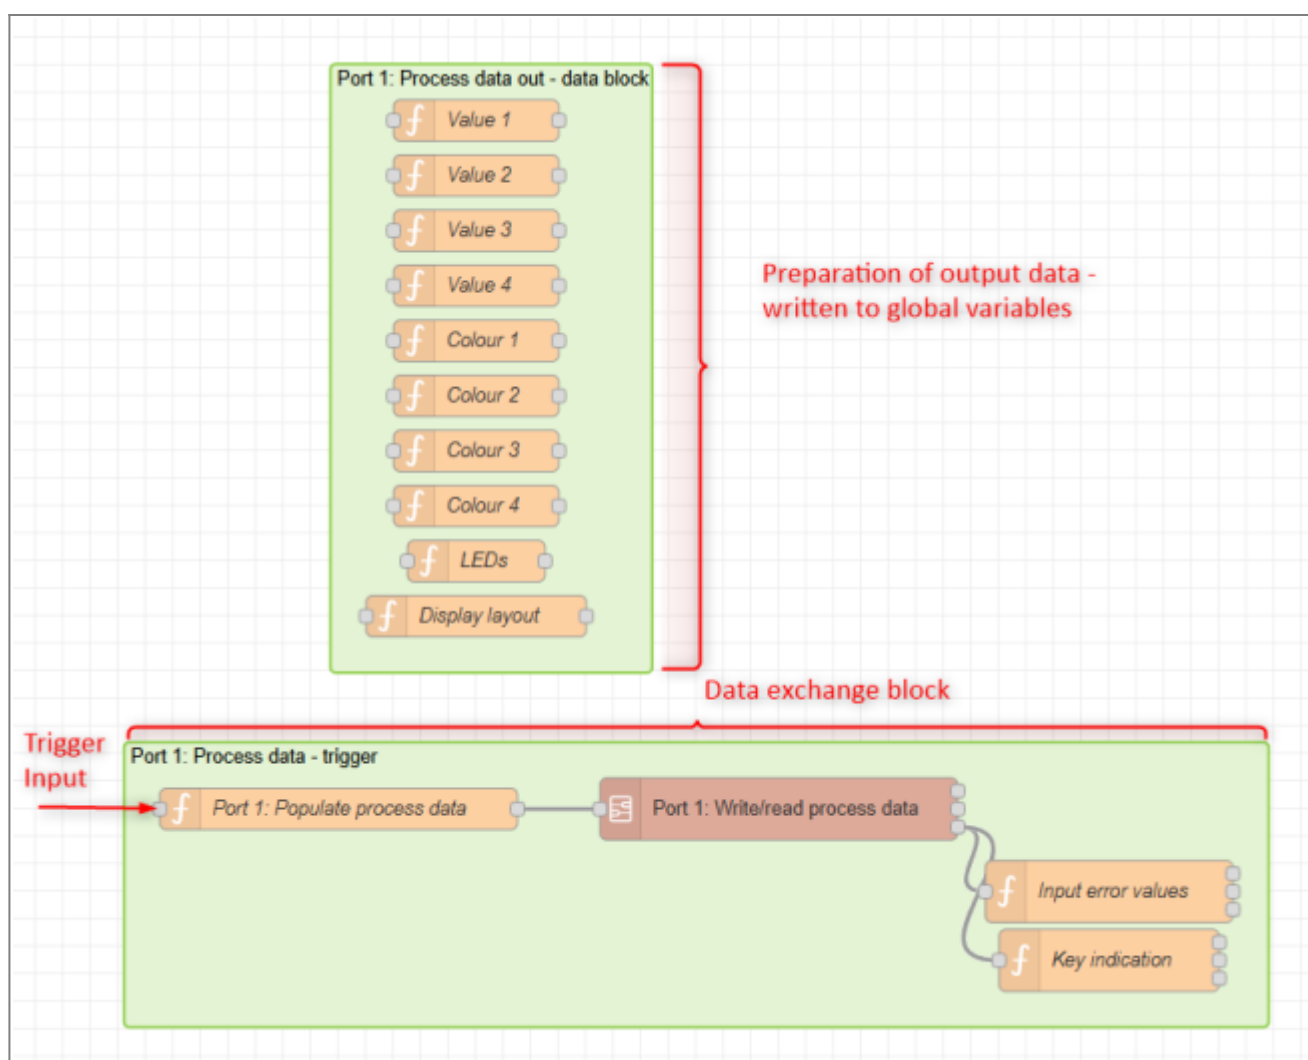 Port 1: Process data out - data block
Value 1
Value 2
Value 3
Value 4
Colour 1
Colour 2
Colour 3
Colour 4
LEDs
Display layout
Preparation of output data -
written to global variables
Data exchange block
Trigger
Input
Port 1: Process data - trigger
Port 1: Populate process data
Port 1: Write/read process data
Input error values
Key indication